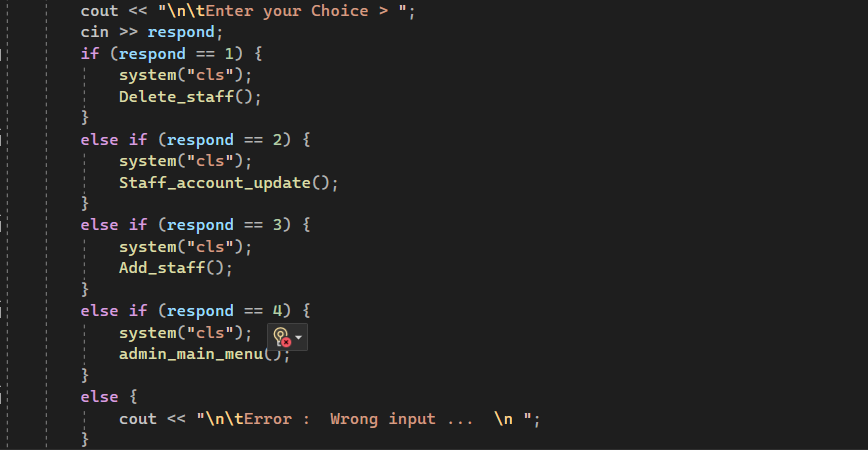 cout << "\n\tEnter your Choice > ";
cin >> respond;
if (respond == 1) {
system("cls");
Delete_staff();
}
else if (respond == 2) {
system("cls");
Staff_account_update();
}
else if (respond == 3) {
system("cls");
Add_staff();
}
else if (respond == 4) {
system("cls");
admin_main_menu();
}
else {
cout << "\n\tError :  Wrong input ...  \n ";
}